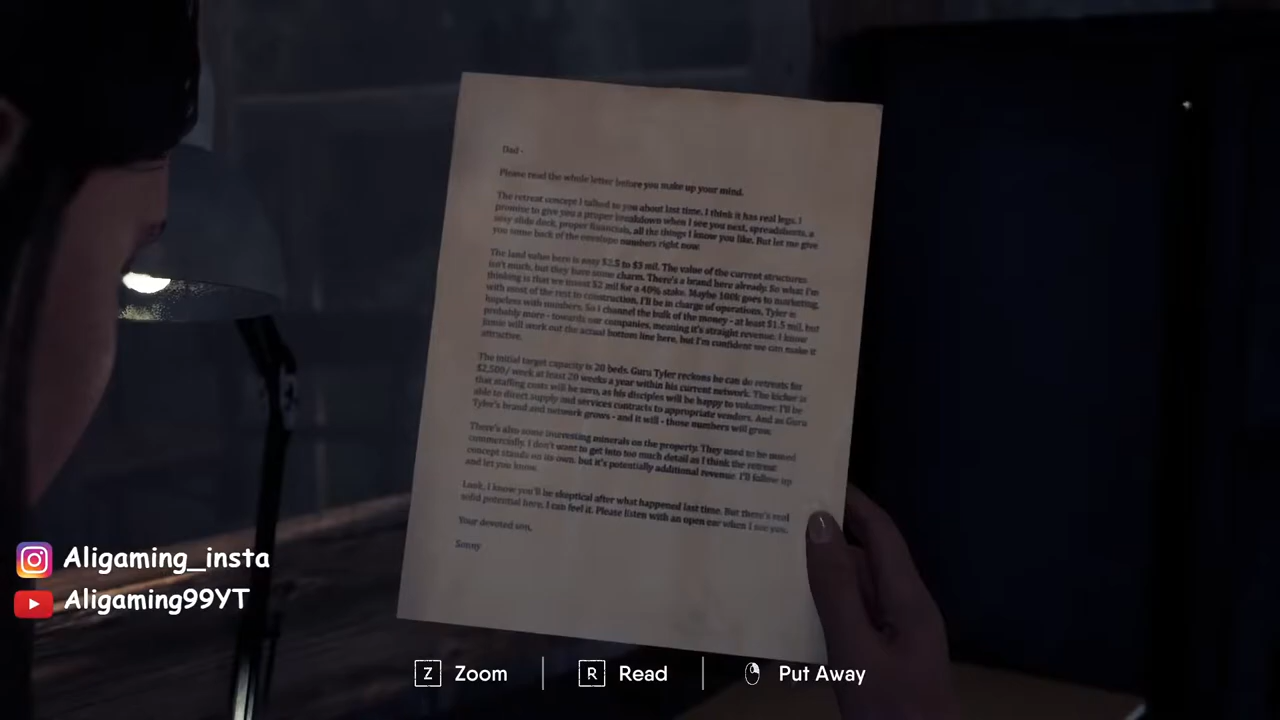 Dad -
Please read the whole letter before you make up your mind.
The retreat concept I talked to you about last time, I think it has real legs. I
promise to give you a proper breakdown when I see you next, spreadsheets, a
sexy slide deck, proper financials, all the things I know you like. But let me give
you some back of the envelope numbers right now.
The land value here is easy $2.5 to $3 mil. The value of the current structures
isn't much, but they have some charm. There's a brand here already. So what I'm
thinking is that we invest $2 mil for a 40% stake. Maybe 100k goes to marketing,
with most of the rest to construction. I'll be in charge of operations, Tyler is
hopeless with numbers. So I channel the bulk of the money - at least $1.5 mil, but
probably more - towards our companies, meaning it's straight revenue. I know
will work out the actual bottom line here, but I'm confident we can make it
attractive.
The initial target capacity is 20 beds. Guru Tyler reckons he can do retreats for
$2,500/ week at least 20 weeks a year within his current network. The kicker is
that staffing costs will be zero, as his disciples will be happy to volunteer. I'll be
able to direct supply and services contracts to appropriate vendors. And as Guru
Tyler's brand and network grows - and it will - those numbers will grow.
There's also some interesting minerals on the property. They used to be mined
commercially. I don't want to get into too much detail as I think the retreat
concept stands on its own, but it's potentially additional revenue. I'll follow up
and let you know.
Look, I know you'll be skeptical after what happened last time. But there's real
solid potential here, I can feel it. Please listen with an open ear when I see you.
Your devoted son,
Sonny
Aligaming_insta
Aligaming99YT
Z Zoom R Read Put Away